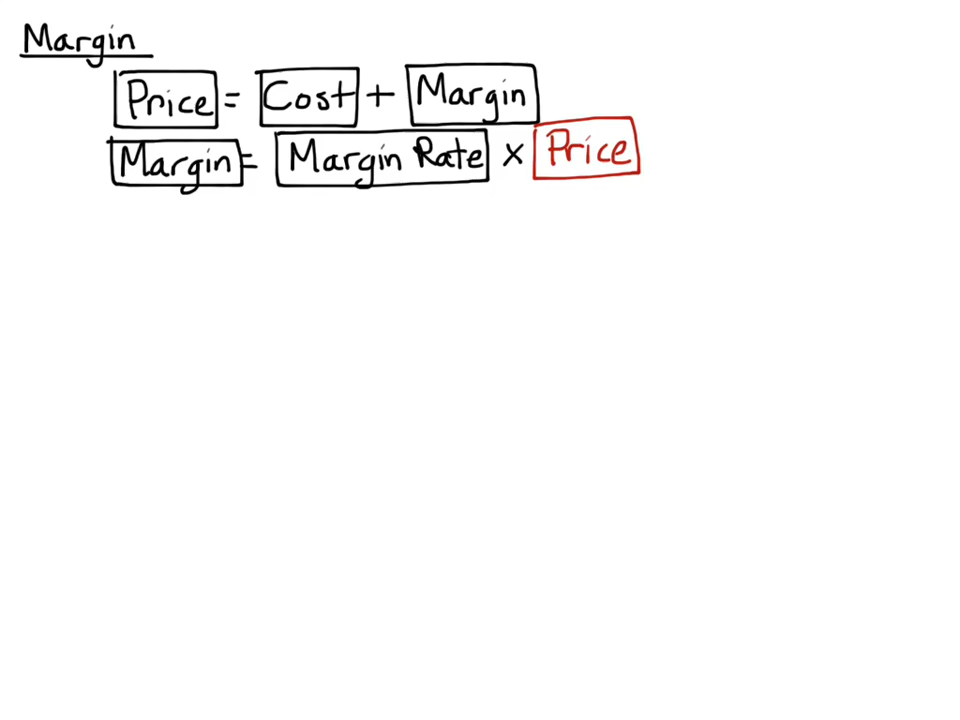 Margin
Price = Cost + Margin
Margin = Margin Rate × Price